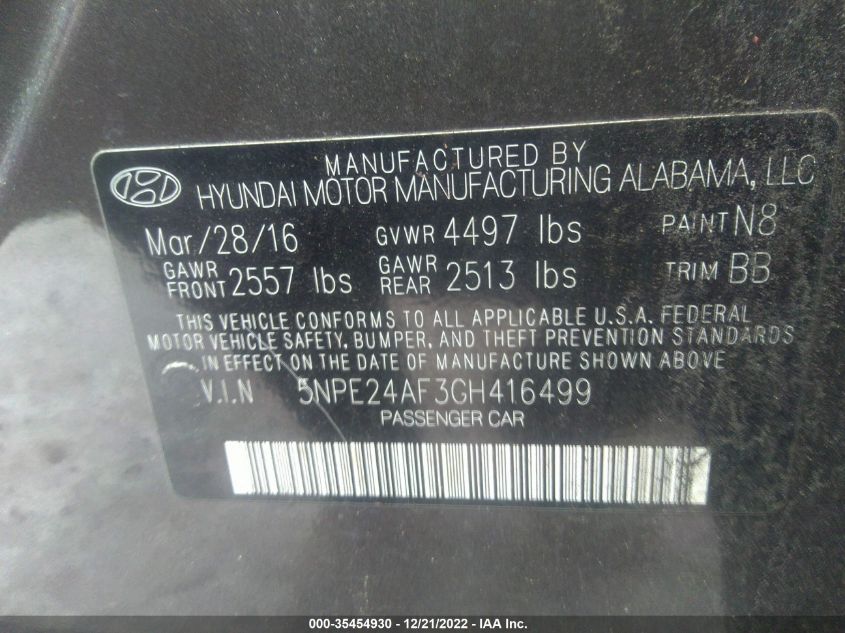 MANUFACTURED BY
HYUNDAI MOTOR MANUFACTURING ALABAMA, LLC
Mar/28/16 GVWR 4497 lbs PAINT N8
GAWR FRONT 2557 lbs GAWR REAR 2513 lbs TRIM BB
THIS VEHICLE CONFORMS TO ALL APPLICABLE U.S.A. FEDERAL
MOTOR VEHICLE SAFETY, BUMPER, AND THEFT PREVENTION STANDARDS
IN EFFECT ON THE DATE OF MANUFACTURE SHOWN ABOVE
V.I.N 5NPE24AF3GH416499
PASSENGER CAR
000-35454930 - 12/21/2022 - IAA Inc.